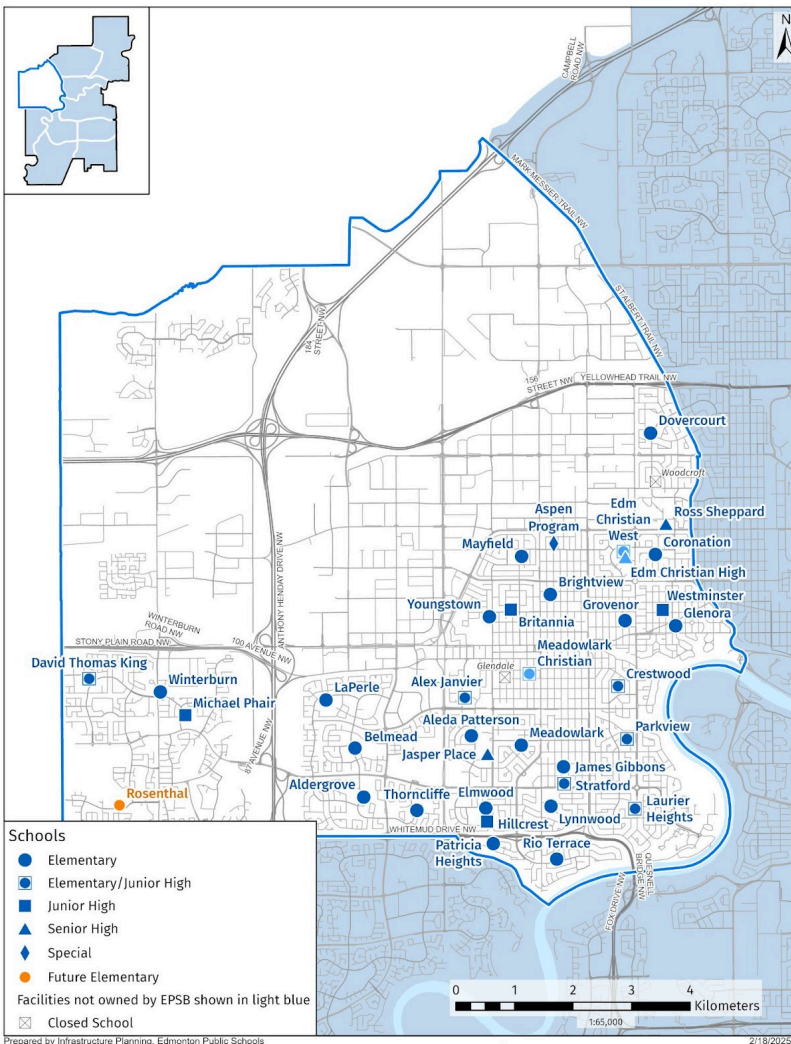 N
CAMPBELL
ROAD NW
MARK MESSIER TRAIL NW
ST ALBERT TRAIL NW
184
STREET NW
156
STREET NW
YELLOWHEAD TRAIL NW
Dovercourt
Woodcroft
Aspen
Program
Edm
Christian
West
Ross Sheppard
Mayfield
Coronation
Edm Christian High
ANTHONY HENDAY DRIVE NW
Brightview
Youngstown
Britannia
Grovenor
Westminster
Glenora
WINTERBURN
ROAD NW
STONY PLAIN ROAD NW
100 AVENUE NW
Meadowlark
Christian
Glendale
David Thomas King
Winterburn
Michael Phair
LaPerle
Alex Janvier
Crestwood
Aleda Patterson
Meadowlark
Parkview
Belmead
Jasper Place
87 AVENUE NW
James Gibbons
Stratford
Rosenthal
Aldergrove
Thorncliffe
Elmwood
Lynnwood
Laurier
Heights
Hillcrest
WHITEMUD DRIVE NW
Patricia
Heights
Rio Terrace
QUESNELL
BRIDGE NW
FOX DRIVE NW
Schools
Elementary
Elementary/Junior High
Junior High
Senior High
Special
Future Elementary
Facilities not owned by EPSB shown in light blue
Closed School
0 1 2 3 4
Kilometers
1:65,000
Prepared by Infrastructure Planning, Edmonton Public Schools
2/18/2025